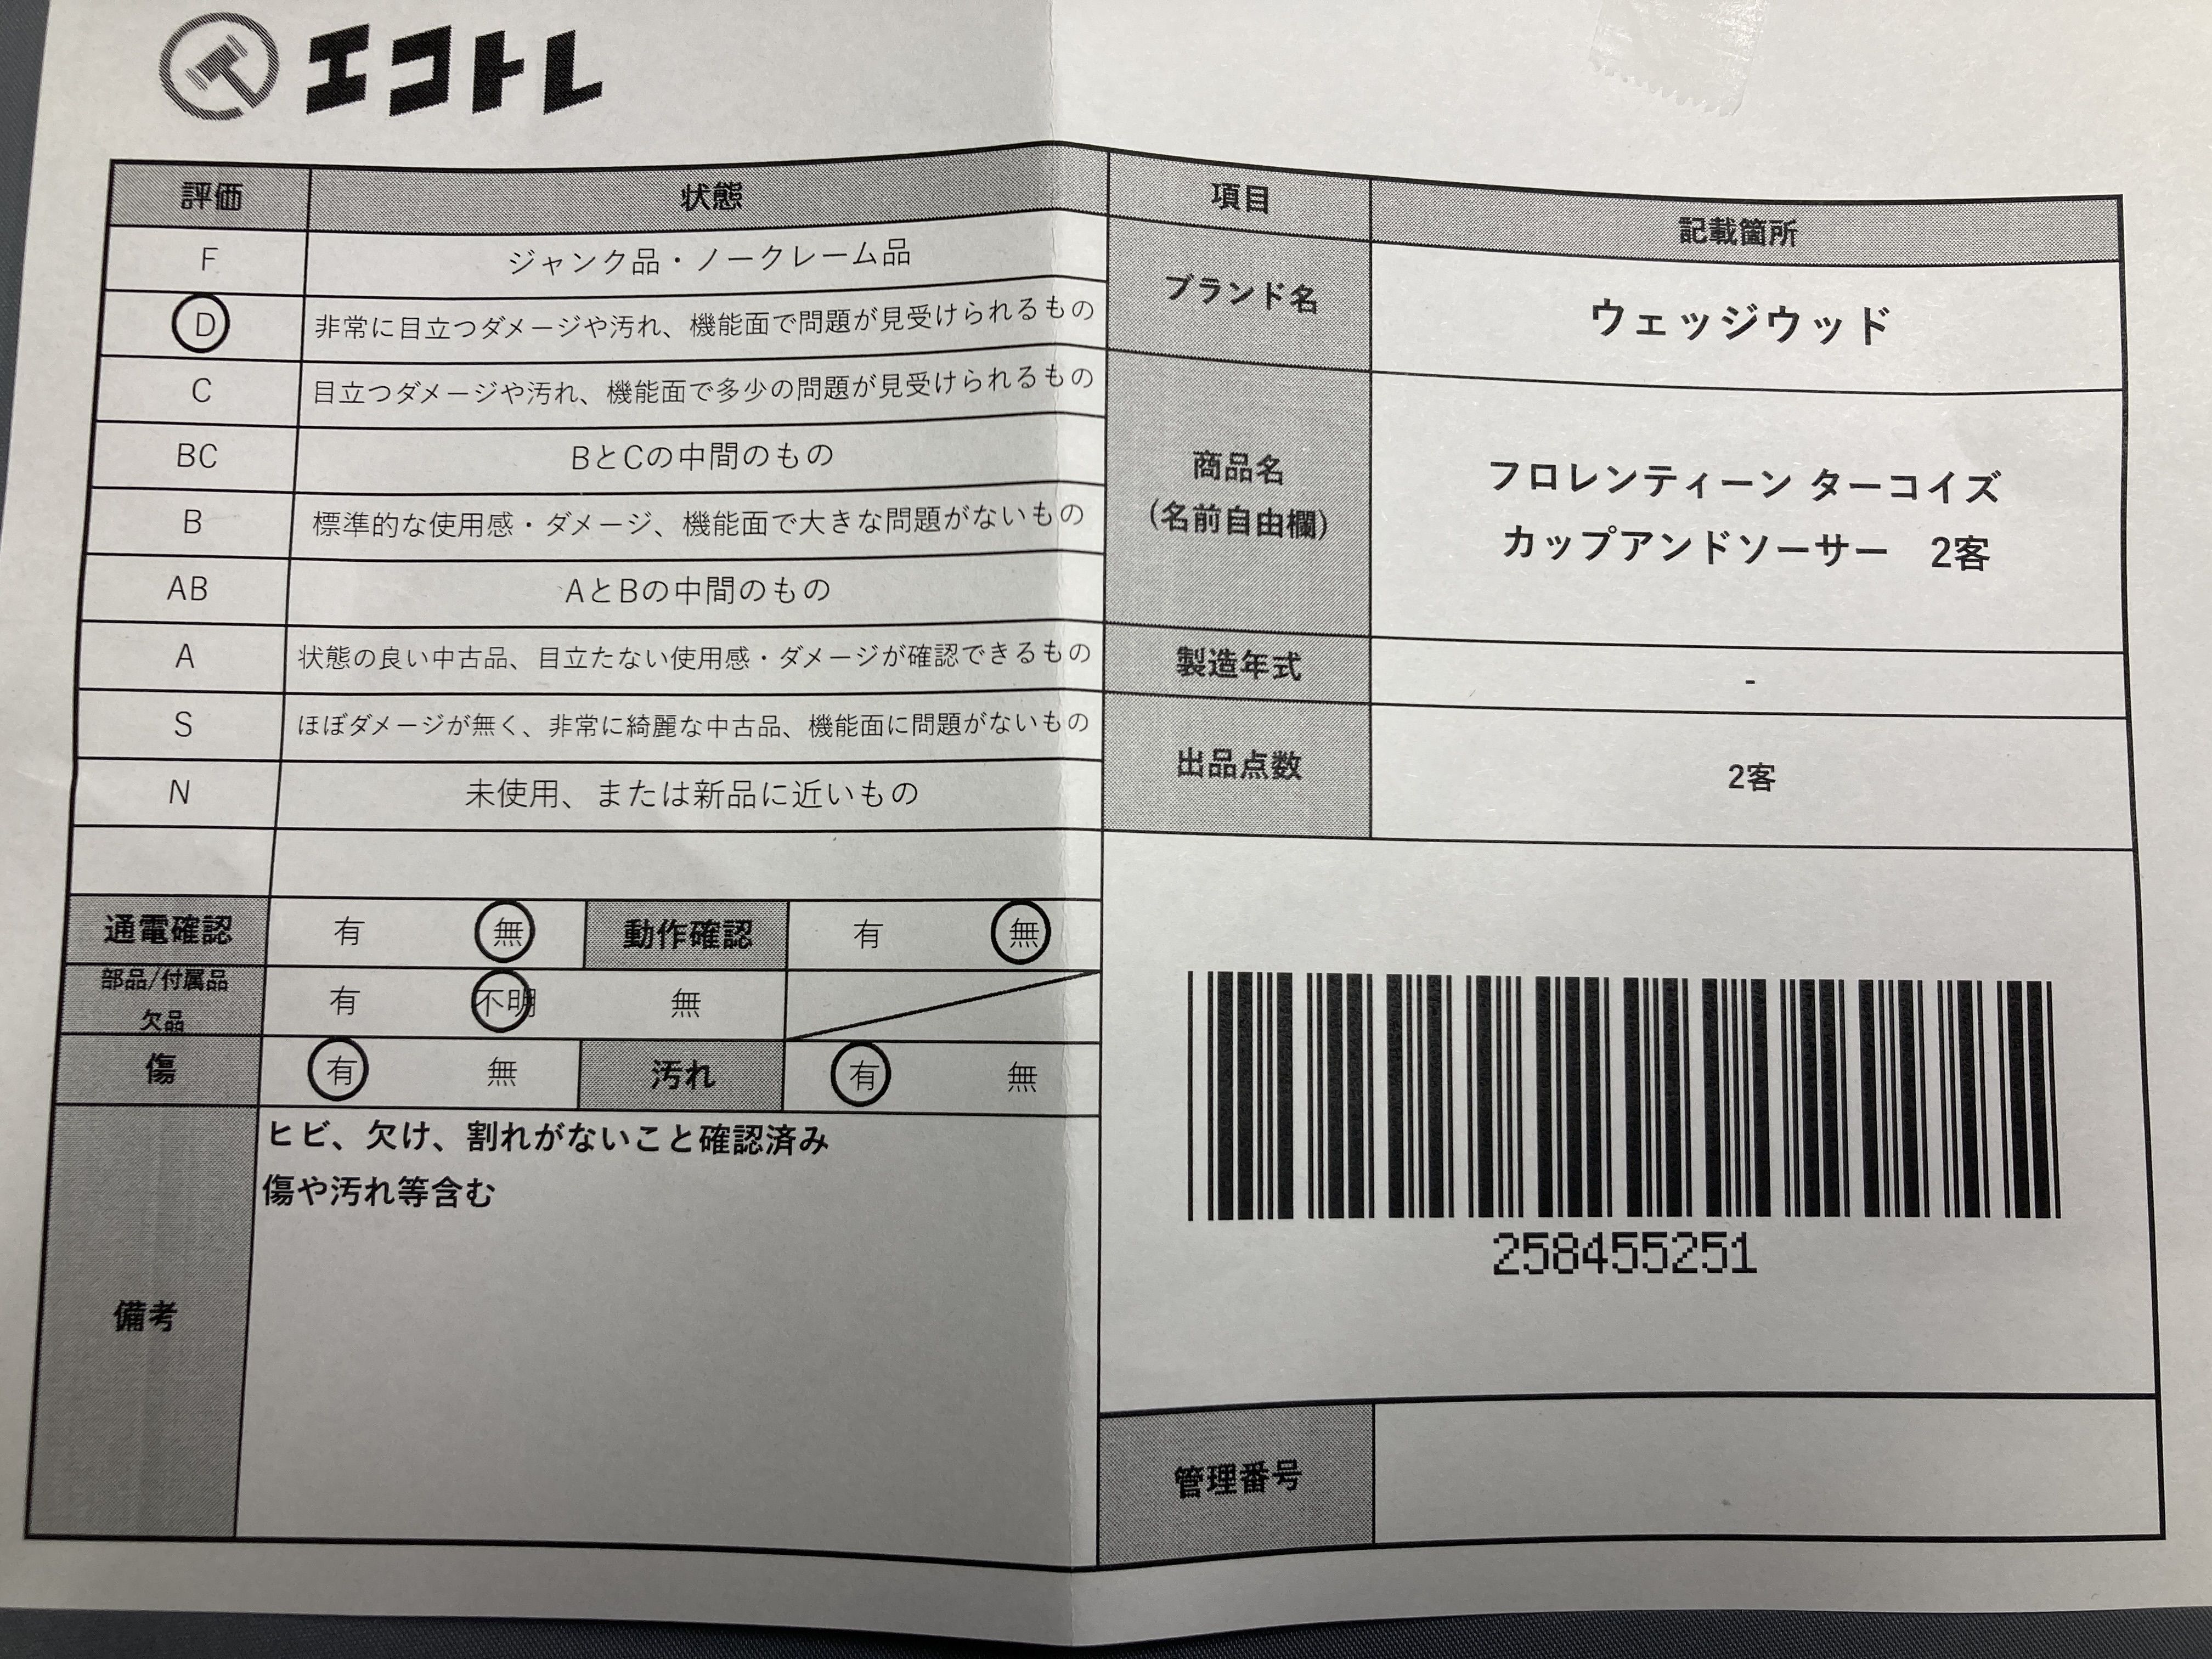 エコトレ
評価 状態
F ジャンク品・ノークレーム品
D 非常に目立つダメージや汚れ、機能面で問題が見受けられるもの
C 目立つダメージや汚れ、機能面で多少の問題が見受けられるもの
BC BとCの中間のもの
B 標準的な使用感・ダメージ、機能面で大きな問題がないもの
AB AとBの中間のもの
A 状態の良い中古品、目立たない使用感・ダメージが確認できるもの
S ほぼダメージが無く、非常に綺麗な中古品、機能面に問題がないもの
N 未使用、または新品に近いもの
通電確認 有 無 動作確認 有 無
部品/付属品
欠品 有 不明 無
傷 有 無 汚れ 有 無
備考
ヒビ、欠け、割れがないこと確認済み
傷や汚れ等含む
項目 記載箇所
ブランド名 ウェッジウッド
商品名
(名前自由欄)
フロレンティーン ターコイズ
カップアンドソーサー 2客
製造年式 -
出品点数 2客
258455251
管理番号